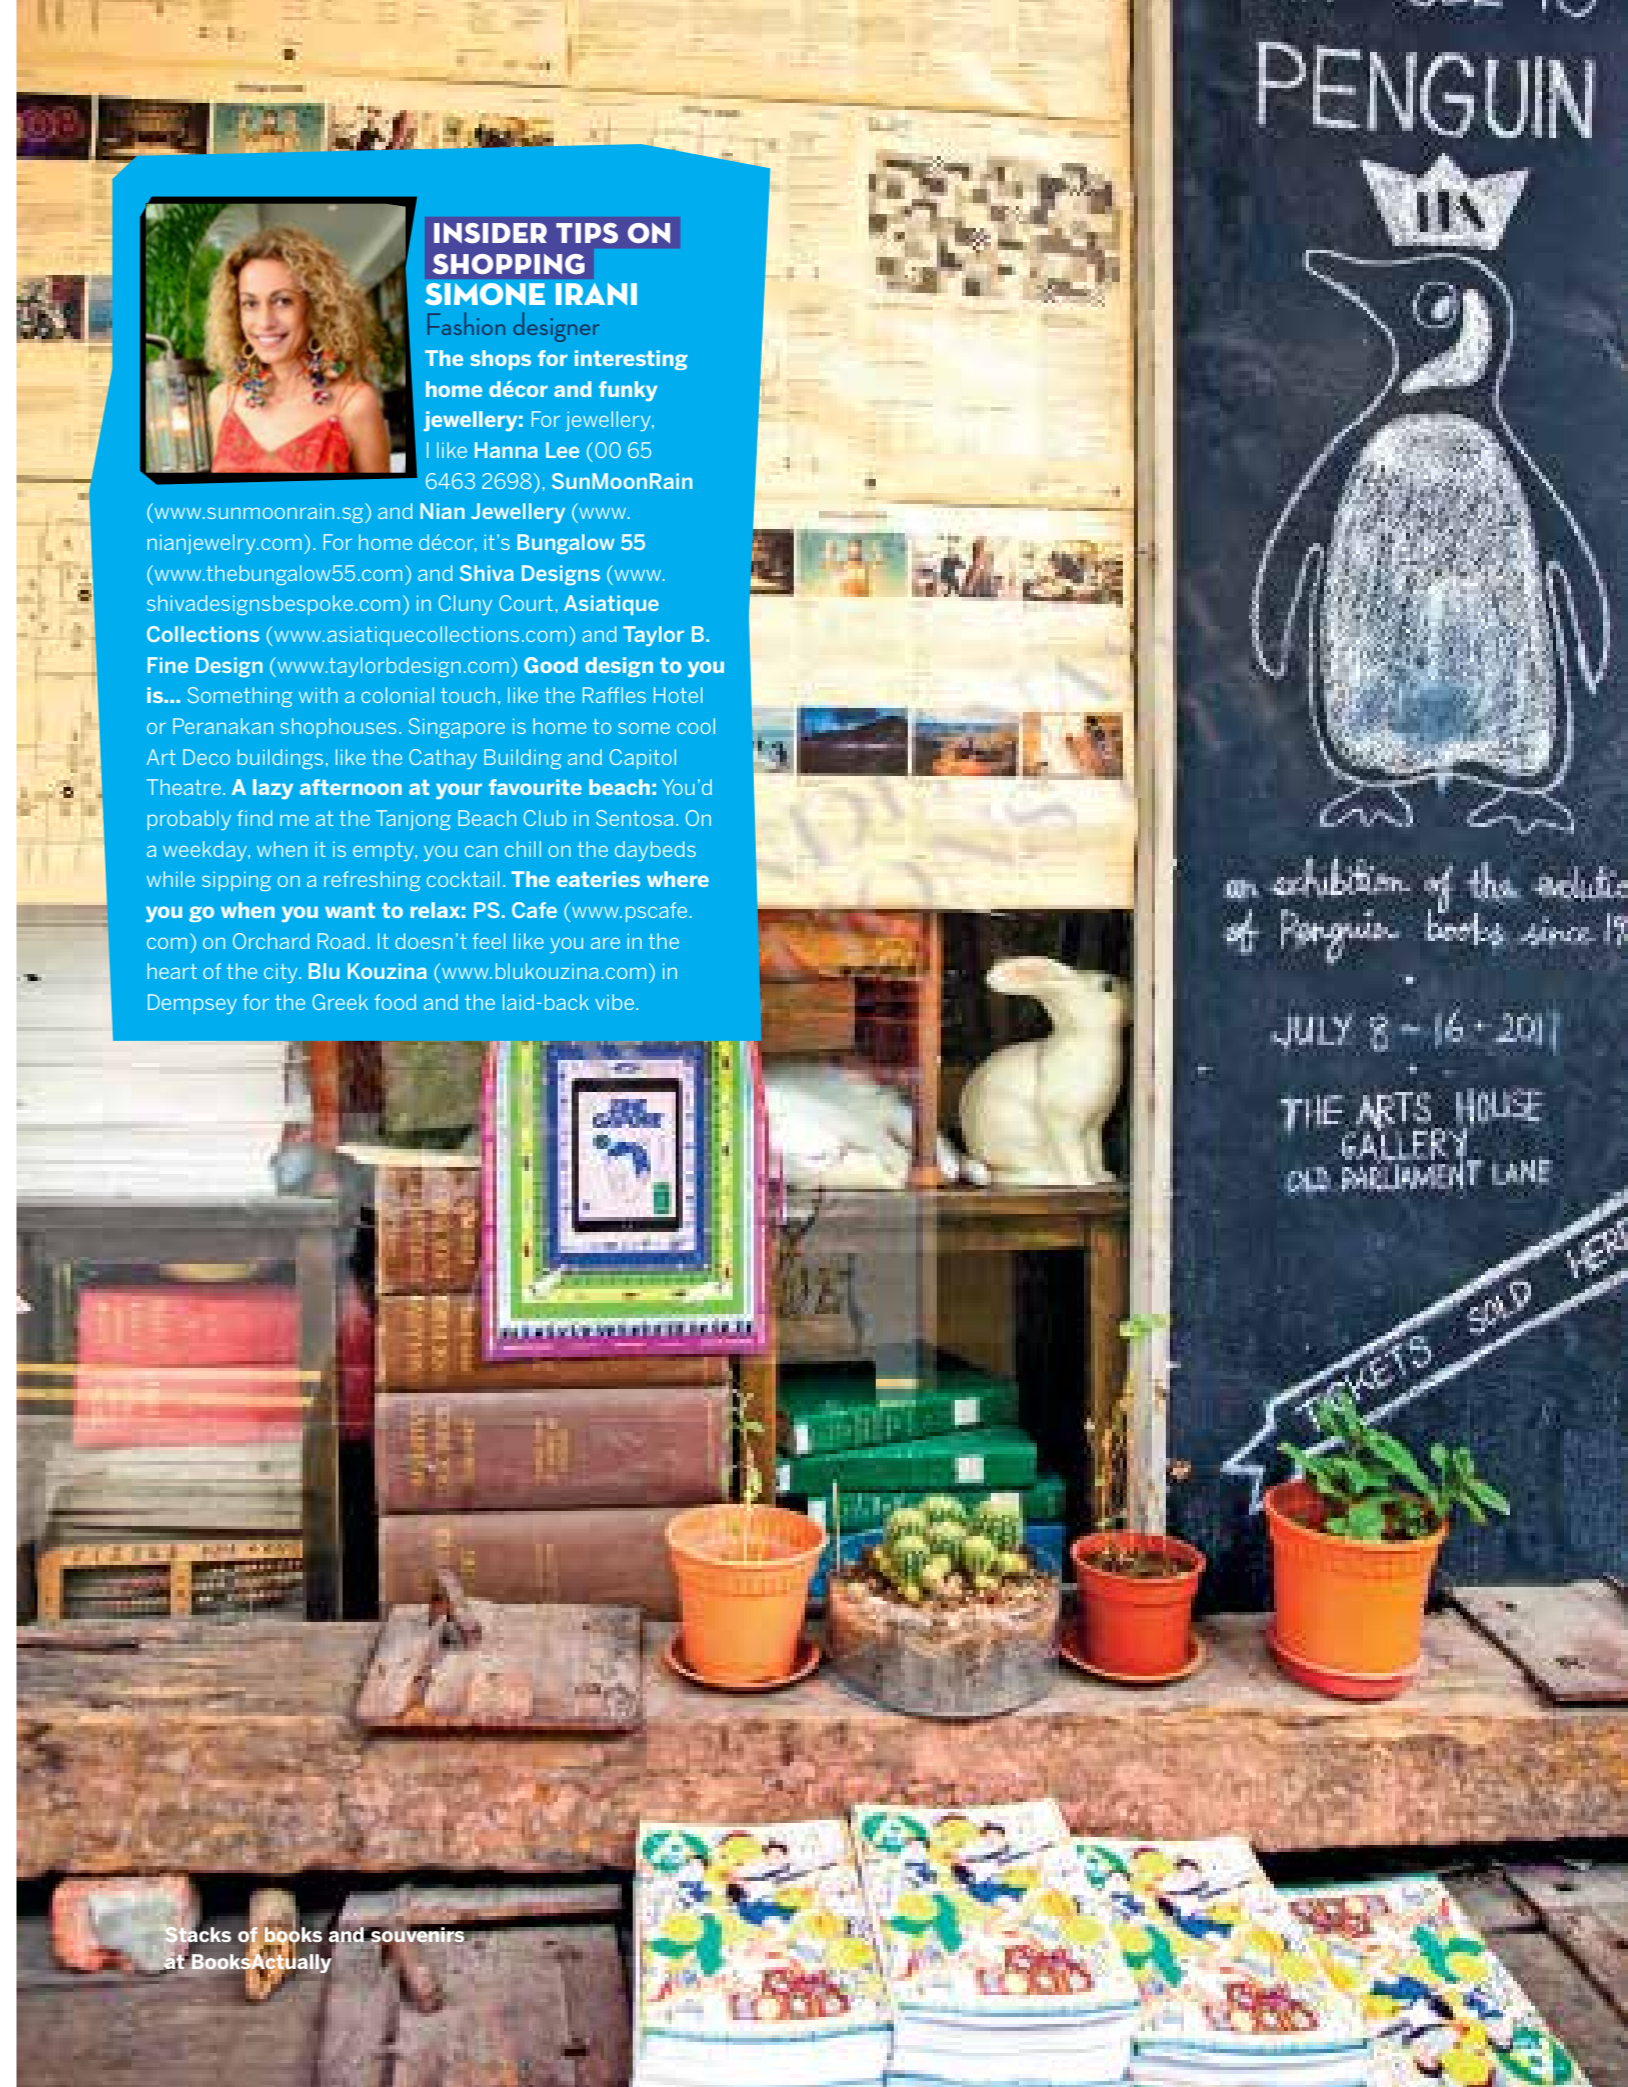 PENGUIN
INSIDER TIPS ON
SHOPPING
SIMONE IRANI
Fashion designer
The shops for interesting
home décor and funky
jewellery: For jewellery,
I like Hanna Lee (00 65
6463 2698), SunMoonRain
(www.sunmoonrain.sg) and Nian Jewellery (www.
nianjewelry.com). For home décor, it's Bungalow 55
(www.thebungalow55.com) and Shiva Designs (www.
shivadesignsbespoke.com) in Cluny Court, Asiatique
Collections (www.asiatiquecollections.com) and Taylor B.
Fine Design (www.taylorbdesign.com) Good design to you
is... Something with a colonial touch, like the Raffles Hotel
or Peranakan shophouses. Singapore is home to some cool
Art Deco buildings, like the Cathay Building and Capitol
Theatre. A lazy afternoon at your favourite beach: You'd
probably find me at the Tanjong Beach Club in Sentosa. On
a weekday, when it is empty, you can chill on the daybeds
while sipping on a refreshing cocktail. The eateries where
you go when you want to relax: PS. Cafe (www.pscafe.
com) on Orchard Road. It doesn't feel like you are in the
heart of the city. Blu Kouzina (www.blukouzina.com) in
Dempsey for the Greek food and the laid-back vibe.
an exhibition of the
of Penguin books since
JULY 8 - 16 · 2011
THE ARTS HOUSE
GALLERY
OLD PARLIAMENT LANE
TICKETS SOLD
Stacks of books and souvenirs
at BooksActually